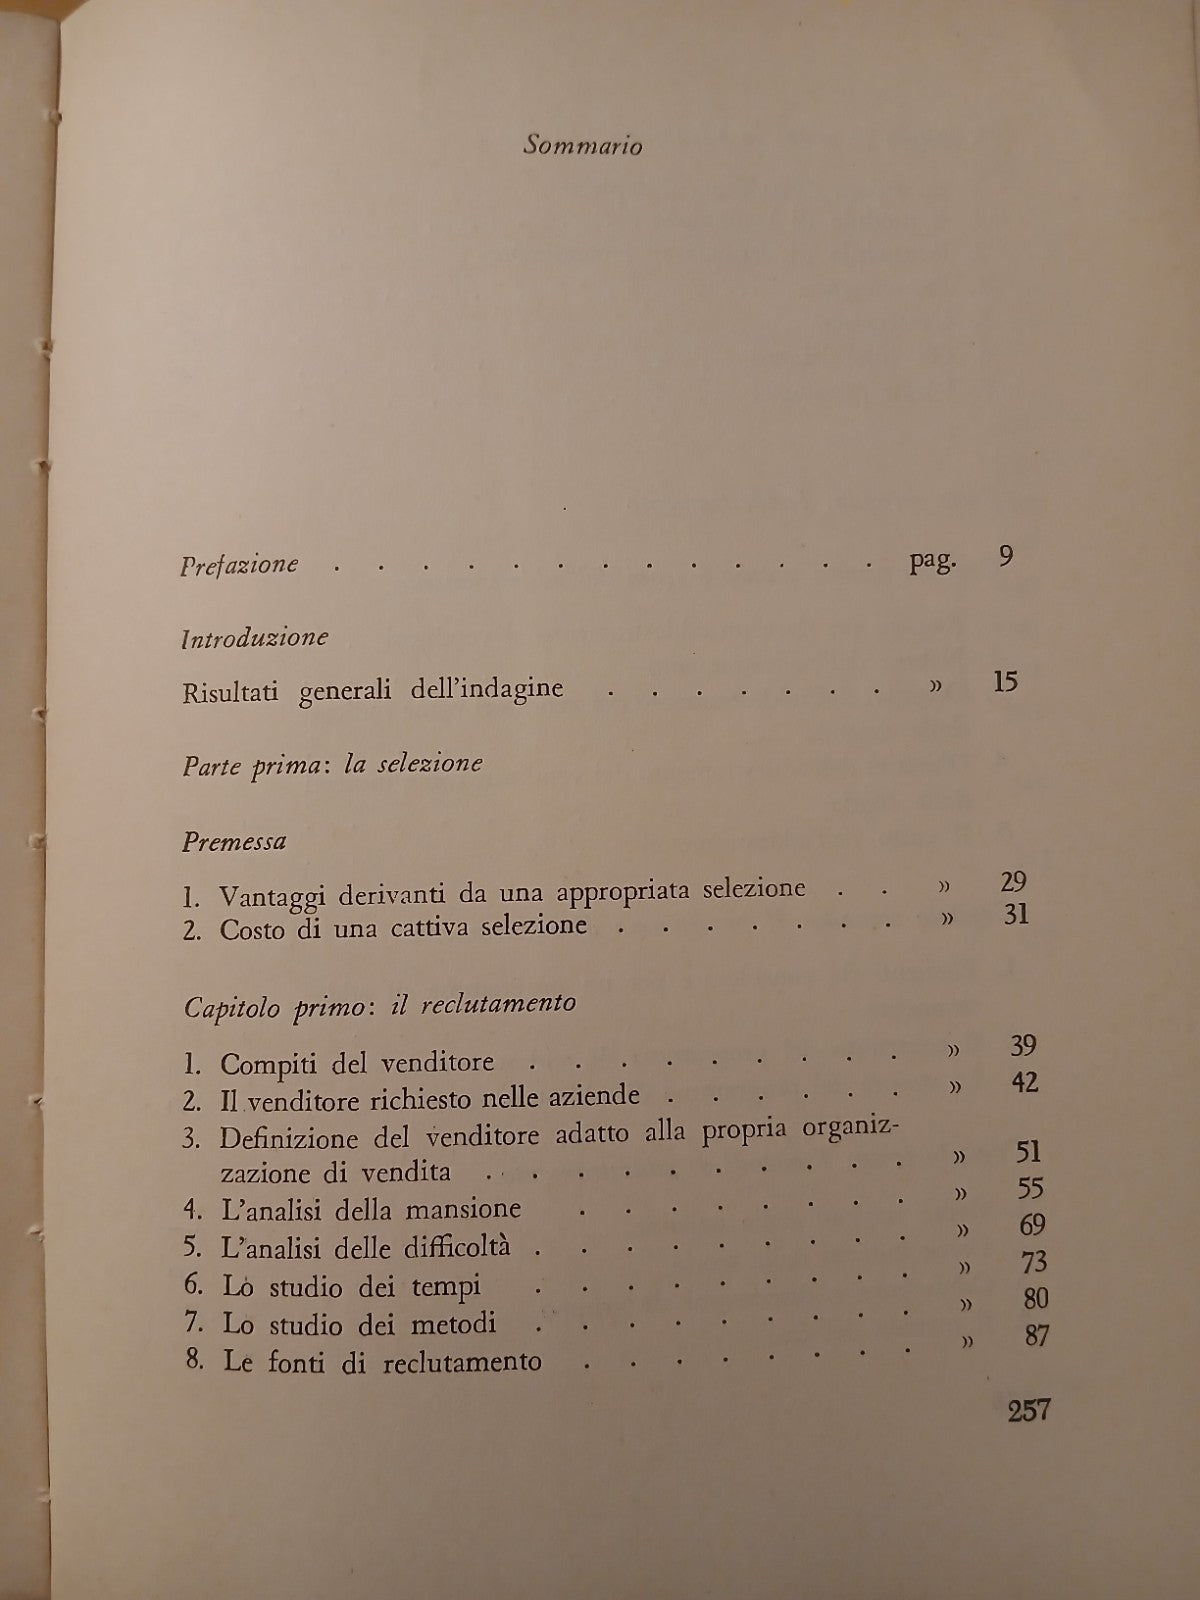 Sommario
Prefazione . . . . . . . . . . . . . pag. 9
Introduzione
Risultati generali dell'indagine . . . . . . . » 15
Parte prima: la selezione
Premessa
1. Vantaggi derivanti da una appropriata selezione . . » 29
2. Costo di una cattiva selezione . . . . . . . » 31
Capitolo primo: il reclutamento
1. Compiti del venditore . . . . . . . . . » 39
2. Il venditore richiesto nelle aziende . . . . . . » 42
3. Definizione del venditore adatto alla propria organiz-
zazione di vendita . . . . . . . . . . » 51
4. L'analisi della mansione . . . . . . . . » 55
5. L'analisi delle difficoltà . . . . . . . . . » 69
6. Lo studio dei tempi . . . . . . . . . » 73
7. Lo studio dei metodi . . . . . . . . . » 80
8. Le fonti di reclutamento . . . . . . . . » 87
257